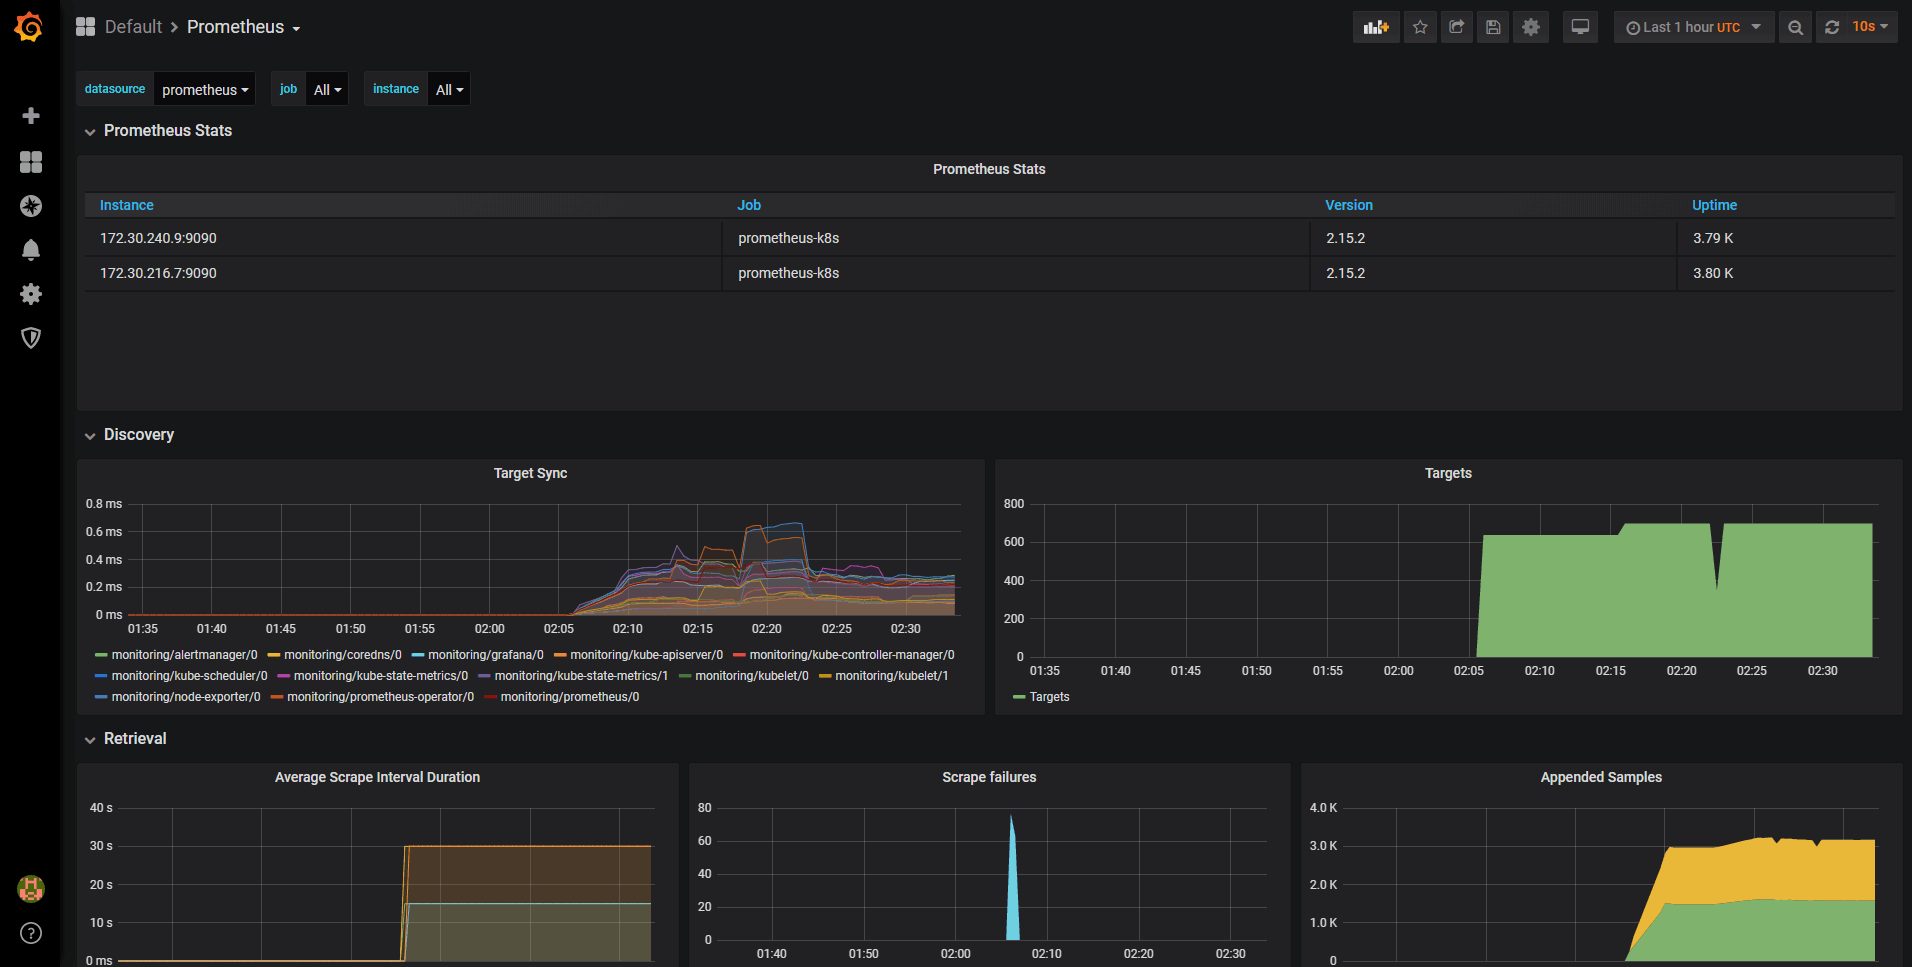 Default > Prometheus
Last 1 hour UTC
10s
datasource prometheus job All instance All
Prometheus Stats
Prometheus Stats
Instance Job Version Uptime
172.30.240.9:9090 prometheus-k8s 2.15.2 3.79 K
172.30.216.7:9090 prometheus-k8s 2.15.2 3.80 K
Discovery
Target Sync
0.8 ms
0.6 ms
0.4 ms
0.2 ms
0 ms
01:35 01:40 01:45 01:50 01:55 02:00 02:05 02:10 02:15 02:20 02:25 02:30
monitoring/alertmanager/0 monitoring/coredns/0 monitoring/grafana/0 monitoring/kube-apiserver/0 monitoring/kube-controller-manager/0
monitoring/kube-scheduler/0 monitoring/kube-state-metrics/0 monitoring/kube-state-metrics/1 monitoring/kubelet/0 monitoring/kubelet/1
monitoring/node-exporter/0 monitoring/prometheus-operator/0 monitoring/prometheus/0
Targets
800
600
400
200
0
01:35 01:40 01:45 01:50 01:55 02:00 02:05 02:10 02:15 02:20 02:25 02:30
Targets
Retrieval
Average Scrape Interval Duration
40 s
30 s
20 s
10 s
0 ms
Scrape failures
80
60
40
20
0
01:40 01:50 02:00 02:10 02:20 02:30
Appended Samples
4.0 K
3.0 K
2.0 K
1.0 K
0